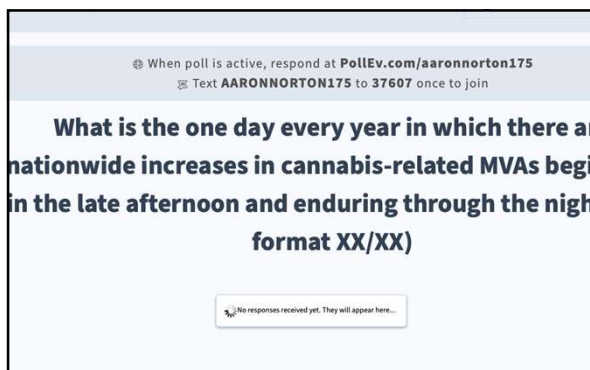 When poll is active, respond at PollEv.com/aaronnorton175
Text AARONNORTON175 to 37607 once to join
What is the one day every year in which there a
nationwide increases in cannabis-related MVAs begi
in the late afternoon and enduring through the nigh
format XX/XX)
No responses received yet. They will appear here...